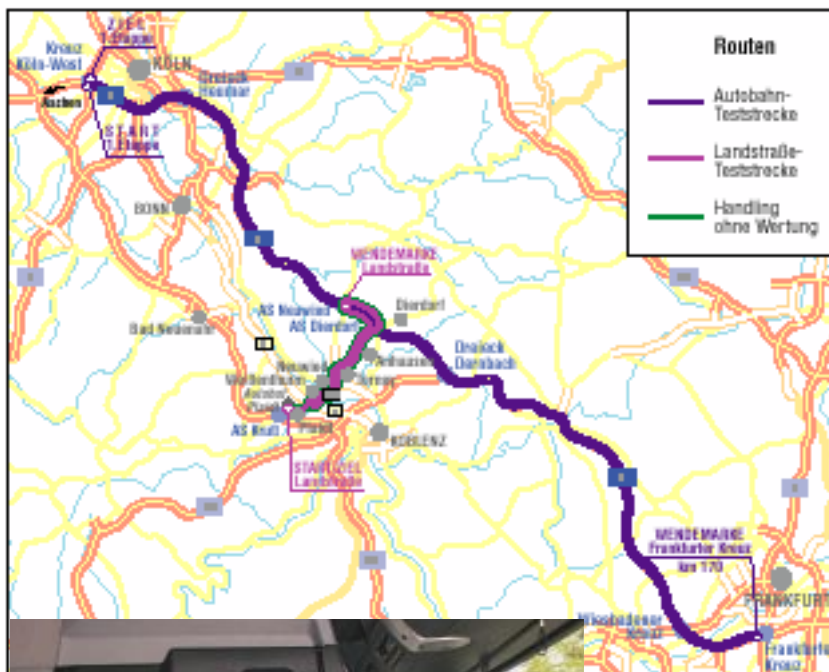 ZIEL
1. Etappe
Kreuz
Köln-West
KÖLN
Dreieck
Heumar
Aachen
START
1. Etappe
BONN
Routen
Autobahn-
Teststrecke
Landstraße-
Teststrecke
Handling
ohne Wertung
WENDEMARKE
Landstraße
AS Neuwied
AS Dierdorf
Dierdorf
Bad Neuenahr
Dreieck
Dernbach
Anhausen
Neuwied
Weißenthurm
Plaidt
AS Kruft
KOBLENZ
START/ZIEL
Landstraße
WENDEMARKE
Frankfurter Kreuz
km 170
FRANKFURT
Wiesbadener
Kreuz
Frankfurter
Kreuz